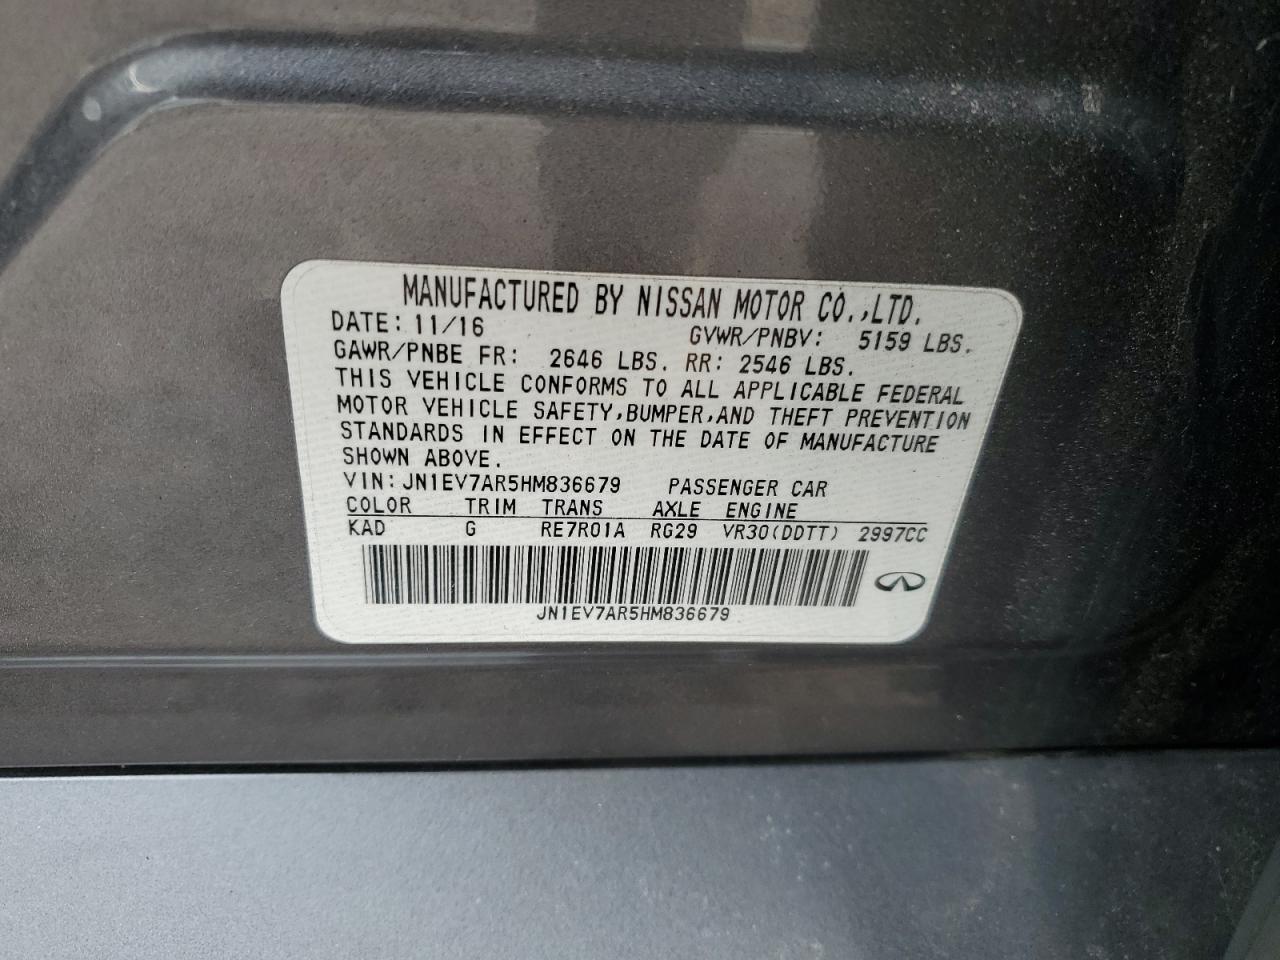 MANUFACTURED BY NISSAN MOTOR CO.,LTD.
DATE: 11/16 GVWR/PNBV: 5159 LBS.
GAWR/PNBE FR: 2646 LBS. RR: 2546 LBS.
THIS VEHICLE CONFORMS TO ALL APPLICABLE FEDERAL
MOTOR VEHICLE SAFETY,BUMPER,AND THEFT PREVENTION
STANDARDS IN EFFECT ON THE DATE OF MANUFACTURE
SHOWN ABOVE.
VIN:JN1EV7AR5HM836679 PASSENGER CAR
COLOR TRIM TRANS AXLE ENGINE
KAD G RE7R01A RG29 VR30(DDTT) 2997CC
JN1EV7AR5HM836679